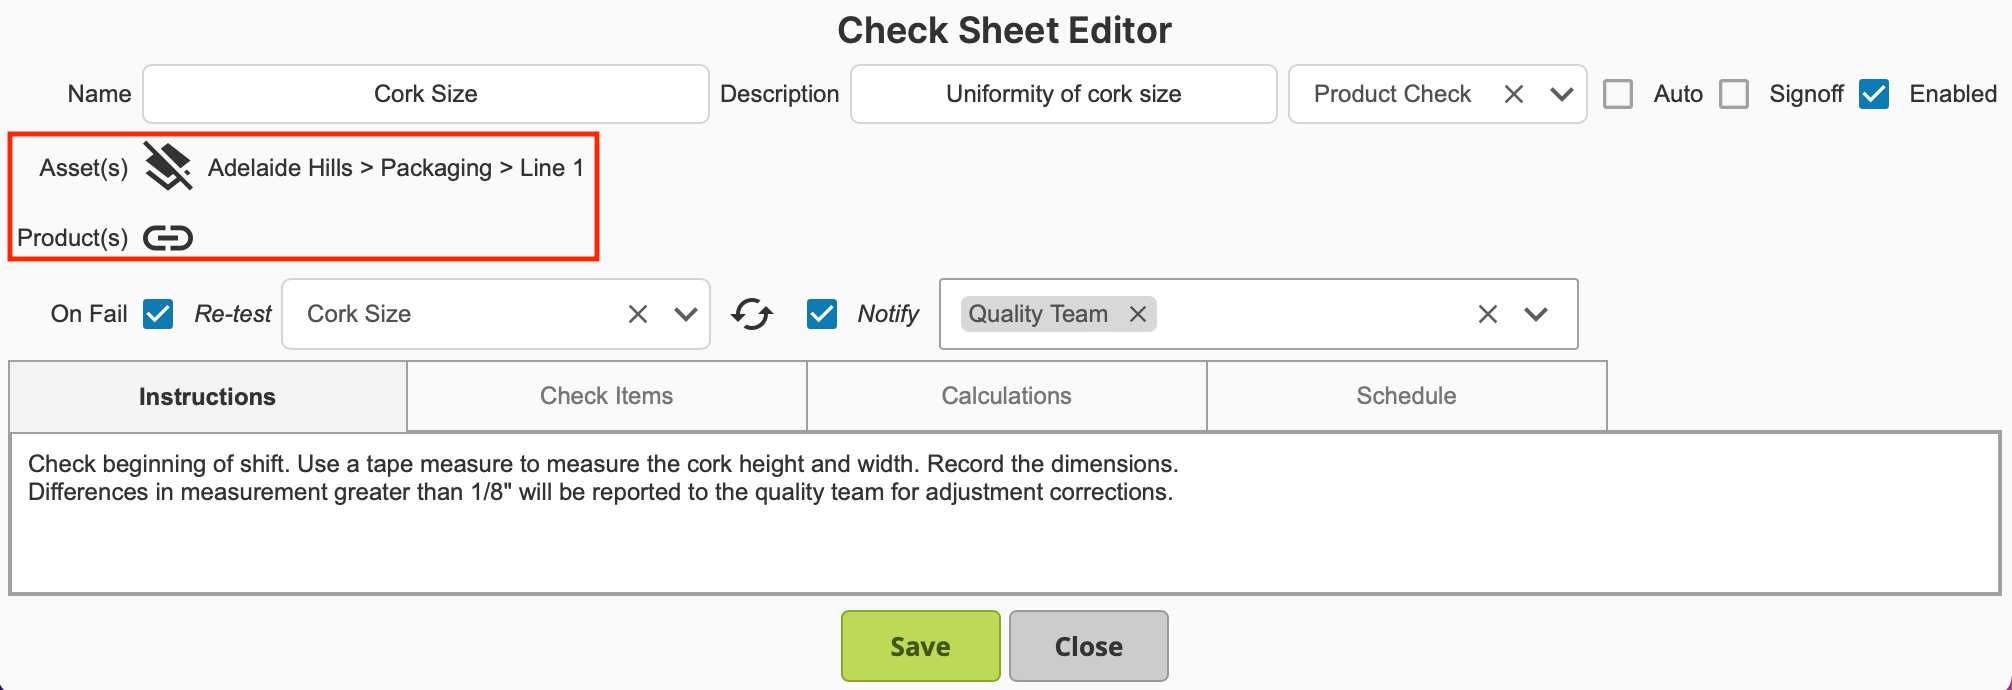 Check Sheet Editor
Name Cork Size Description Uniformity of cork size Product Check Auto Signoff Enabled
Asset(s) Adelaide Hills > Packaging > Line 1
Product(s)
On Fail Re-test Cork Size Notify Quality Team
Instructions Check Items Calculations Schedule
Check beginning of shift. Use a tape measure to measure the cork height and width. Record the dimensions.
Differences in measurement greater than 1/8" will be reported to the quality team for adjustment corrections.
Save Close